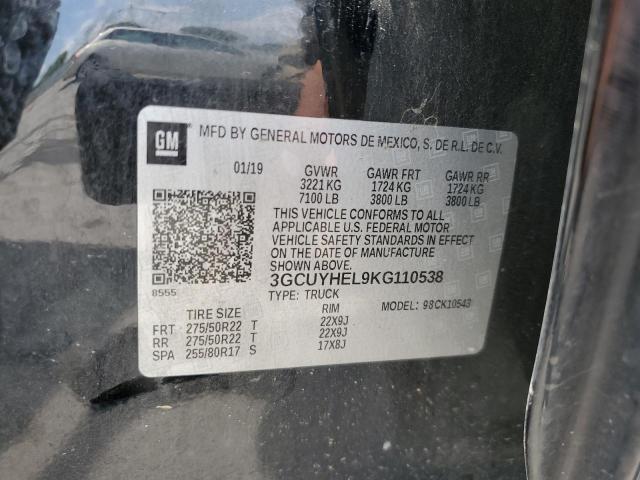 GM
MFD BY GENERAL MOTORS DE MEXICO, S. DE R.L. DE C.V.
01/19 GVWR GAWR FRT GAWR RR
3221 KG 1724 KG 1724 KG
7100 LB 3800 LB 3800 LB
THIS VEHICLE CONFORMS TO ALL
APPLICABLE U.S. FEDERAL MOTOR
VEHICLE SAFETY STANDARDS IN EFFECT
ON THE DATE OF MANUFACTURE
SHOWN ABOVE.
8555 3GCUYHEL9KG110538
TYPE: TRUCK MODEL: 98CK10543
TIRE SIZE RIM
FRT 275/50R22 T 22X9J
RR 275/50R22 T 22X9J
SPA 255/80R17 S 17X8J